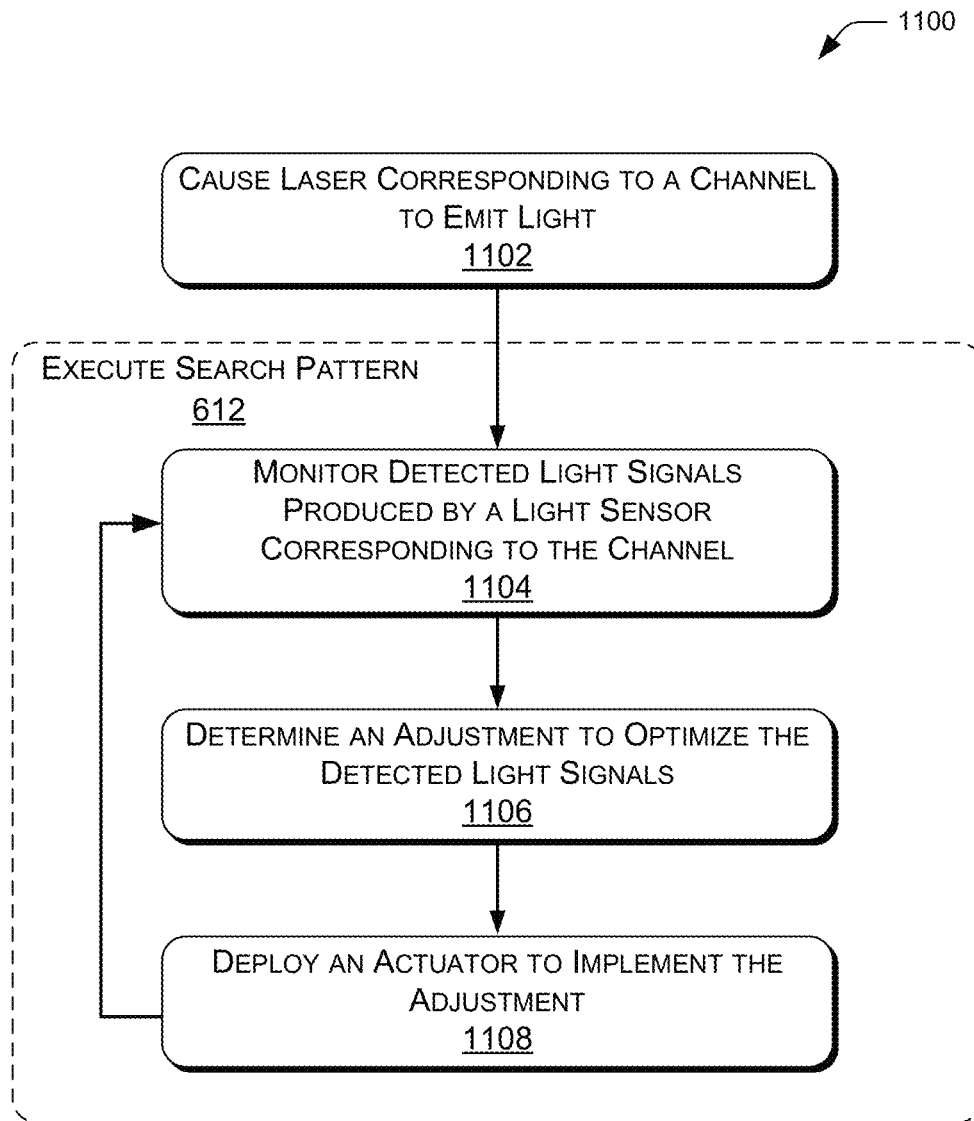 1100
CAUSE LASER CORRESPONDING TO A CHANNEL
TO EMIT LIGHT
1102
EXECUTE SEARCH PATTERN
612
MONITOR DETECTED LIGHT SIGNALS
PRODUCED BY A LIGHT SENSOR
CORRESPONDING TO THE CHANNEL
1104
DETERMINE AN ADJUSTMENT TO OPTIMIZE THE
DETECTED LIGHT SIGNALS
1106
DEPLOY AN ACTUATOR TO IMPLEMENT THE
ADJUSTMENT
1108